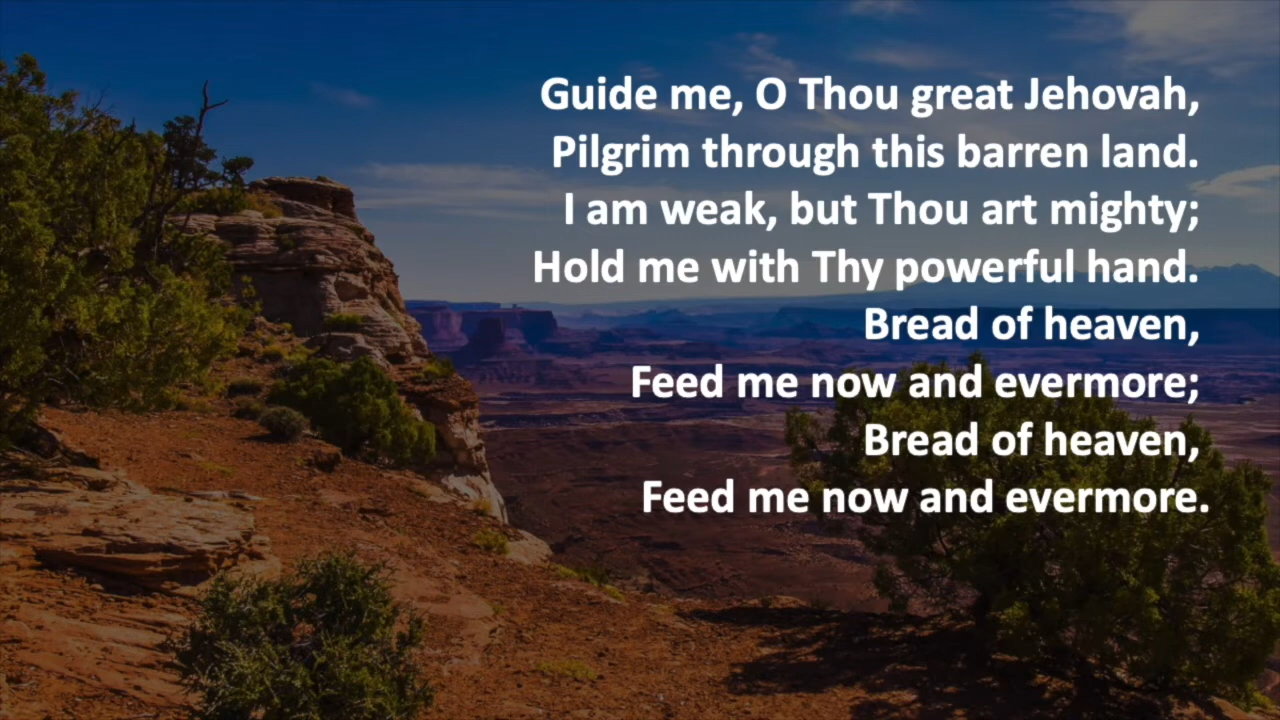 Guide me, O Thou great Jehovah,
Pilgrim through this barren land.
I am weak, but Thou art mighty;
Hold me with Thy powerful hand.
Bread of heaven,
Feed me now and evermore;
Bread of heaven,
Feed me now and evermore.